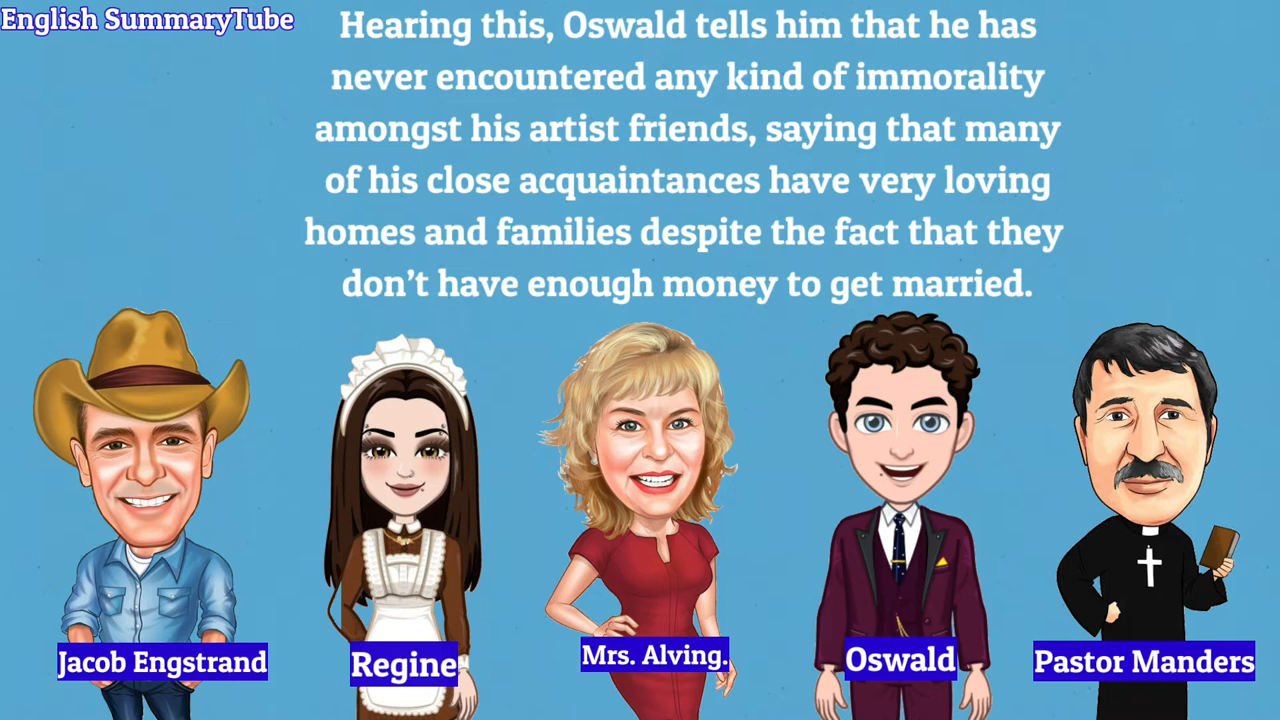 English SummaryTube
Hearing this, Oswald tells him that he has
never encountered any kind of immorality
amongst his artist friends, saying that many
of his close acquaintances have very loving
homes and families despite the fact that they
don’t have enough money to get married.
Jacob Engstrand
Regine
Mrs. Alving.
Oswald
Pastor Manders